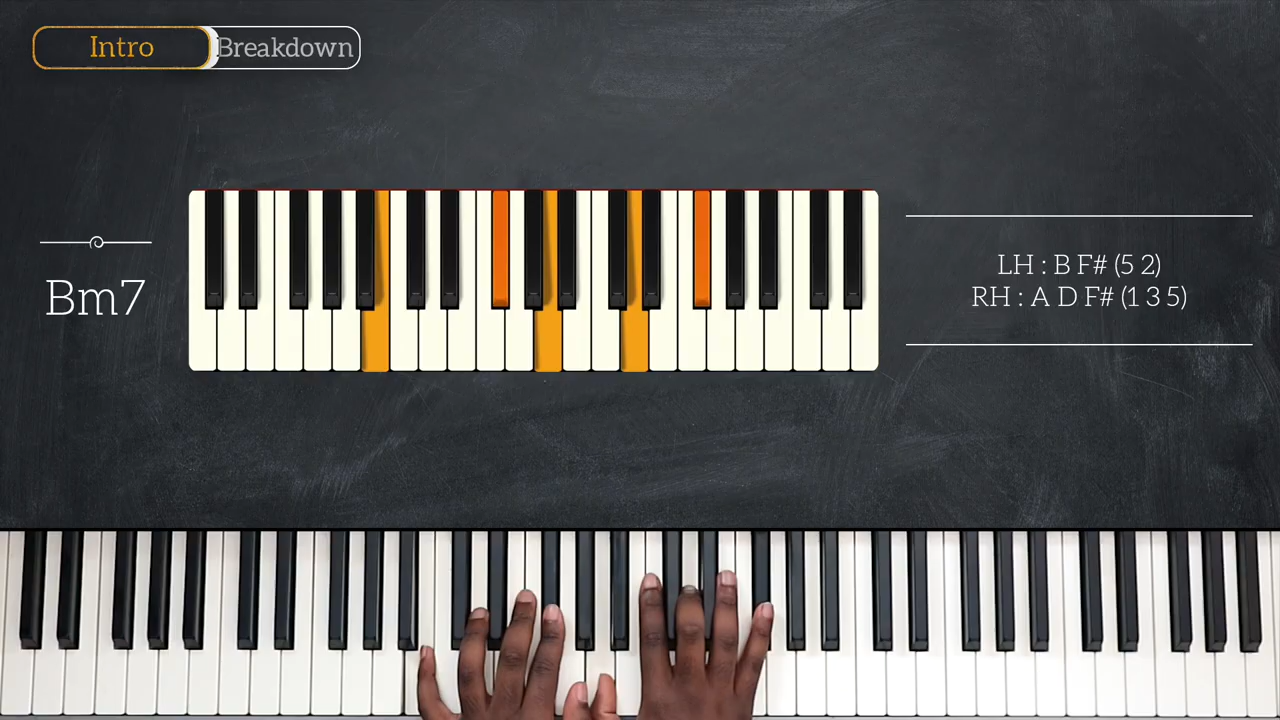 Intro
Breakdown
Bm7
LH : B F# (5 2)
RH : A D F# (1 3 5)